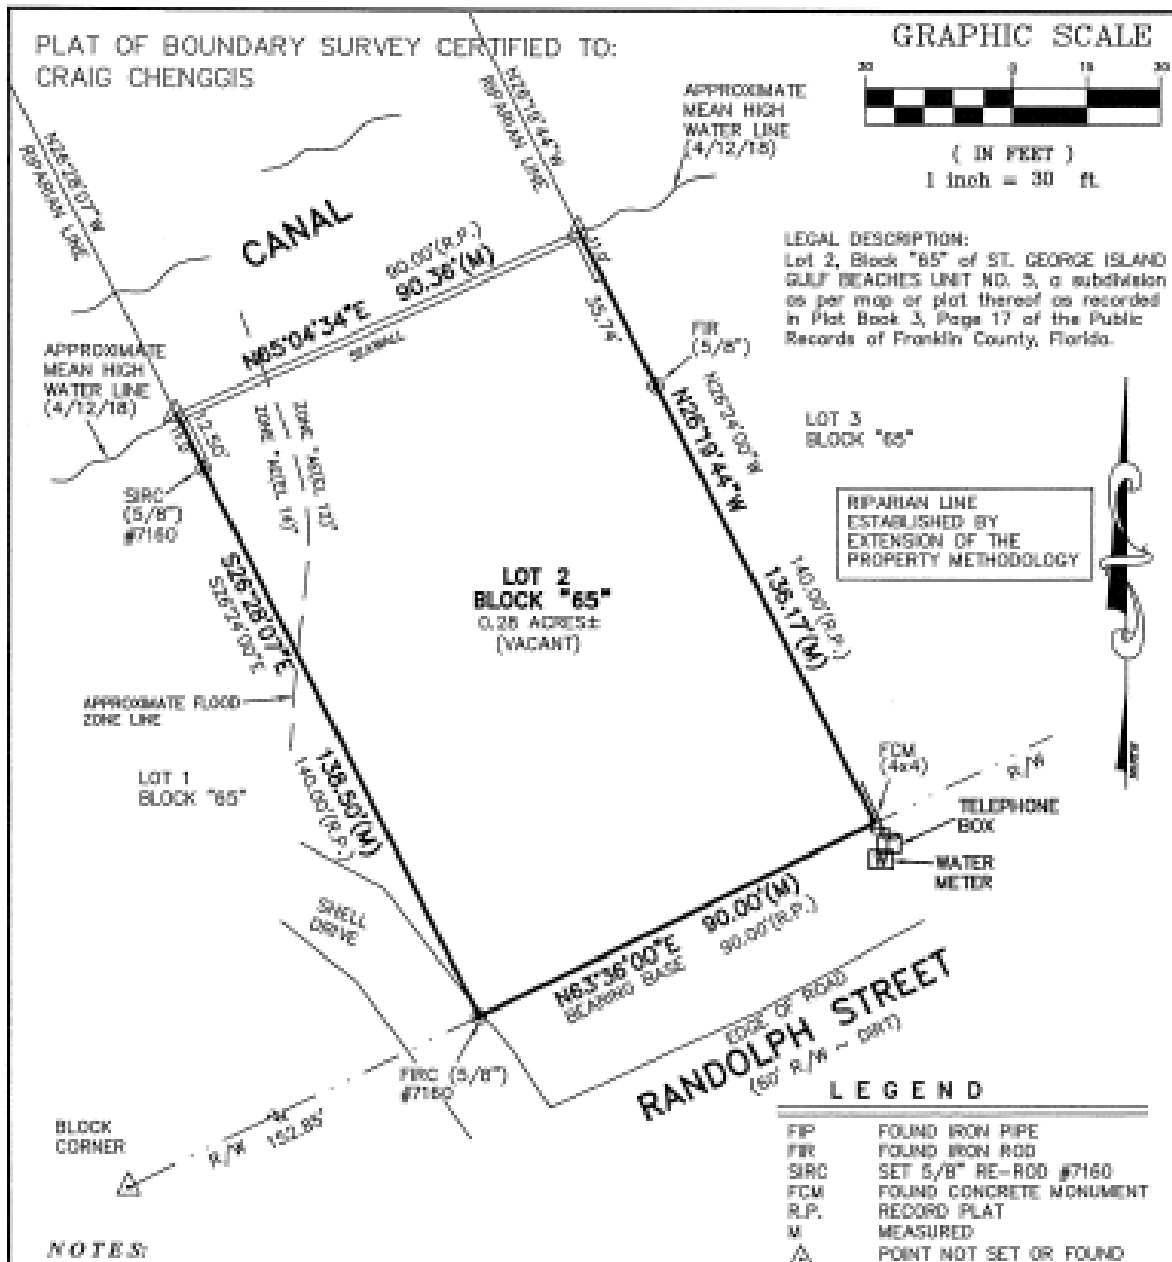 PLAT OF BOUNDARY SURVEY CERTIFIED TO:
CRAIG CHENGGIS
GRAPHIC SCALE
30
0
15
30
( IN FEET )
1 inch = 30 ft.
N26°28'07"W
RIPARIAN LINE
N26°19'44"W
RIPARIAN LINE
APPROXIMATE
MEAN HIGH
WATER LINE
(4/12/18)
CANAL
90.00'(R.P.)
N65°04'34"E 90.36'(M)
SEAWALL
LEGAL DESCRIPTION:
Lot 2, Block "65" of ST. GEORGE ISLAND
GULF BEACHES UNIT NO. 5, a subdivision
as per map or plat thereof as recorded
in Plat Book 3, Page 17 of the Public
Records of Franklin County, Florida.
APPROXIMATE
MEAN HIGH
WATER LINE
(4/12/18)
12.50'
35.74'
FIR
(5/8")
N26°24'00"W
N26°19'44"W
LOT 3
BLOCK "65"
SIRC
(5/8")
#7160
RIPARIAN LINE
ESTABLISHED BY
EXTENSION OF THE
PROPERTY METHODOLOGY
S26°28'07"E
S26°24'00"E
LOT 2
BLOCK "65"
0.28 ACRES±
(VACANT)
140.00'(R.P.)
136.17'(M)
APPROXIMATE FLOOD
ZONE LINE
LOT 1
BLOCK "65"
138.50'(M)
140.00'(R.P.)
FCM
(4x4)
R/W
TELEPHONE
BOX
WATER
METER
SHELL
DRIVE
N63°36'00"E 90.00'(M)
BEARING BASE 90.00'(R.P.)
EDGE OF ROAD
RANDOLPH STREET
(60' R/W ~ DIRT)
FIRC (5/8")
#7160
BLOCK
CORNER
R/W 152.85'
LEGEND
FIP FOUND IRON PIPE
FIR FOUND IRON ROD
SIRC SET 5/8" RE-ROD #7160
FCM FOUND CONCRETE MONUMENT
R.P. RECORD PLAT
M MEASURED
△ POINT NOT SET OR FOUND
NOTES: